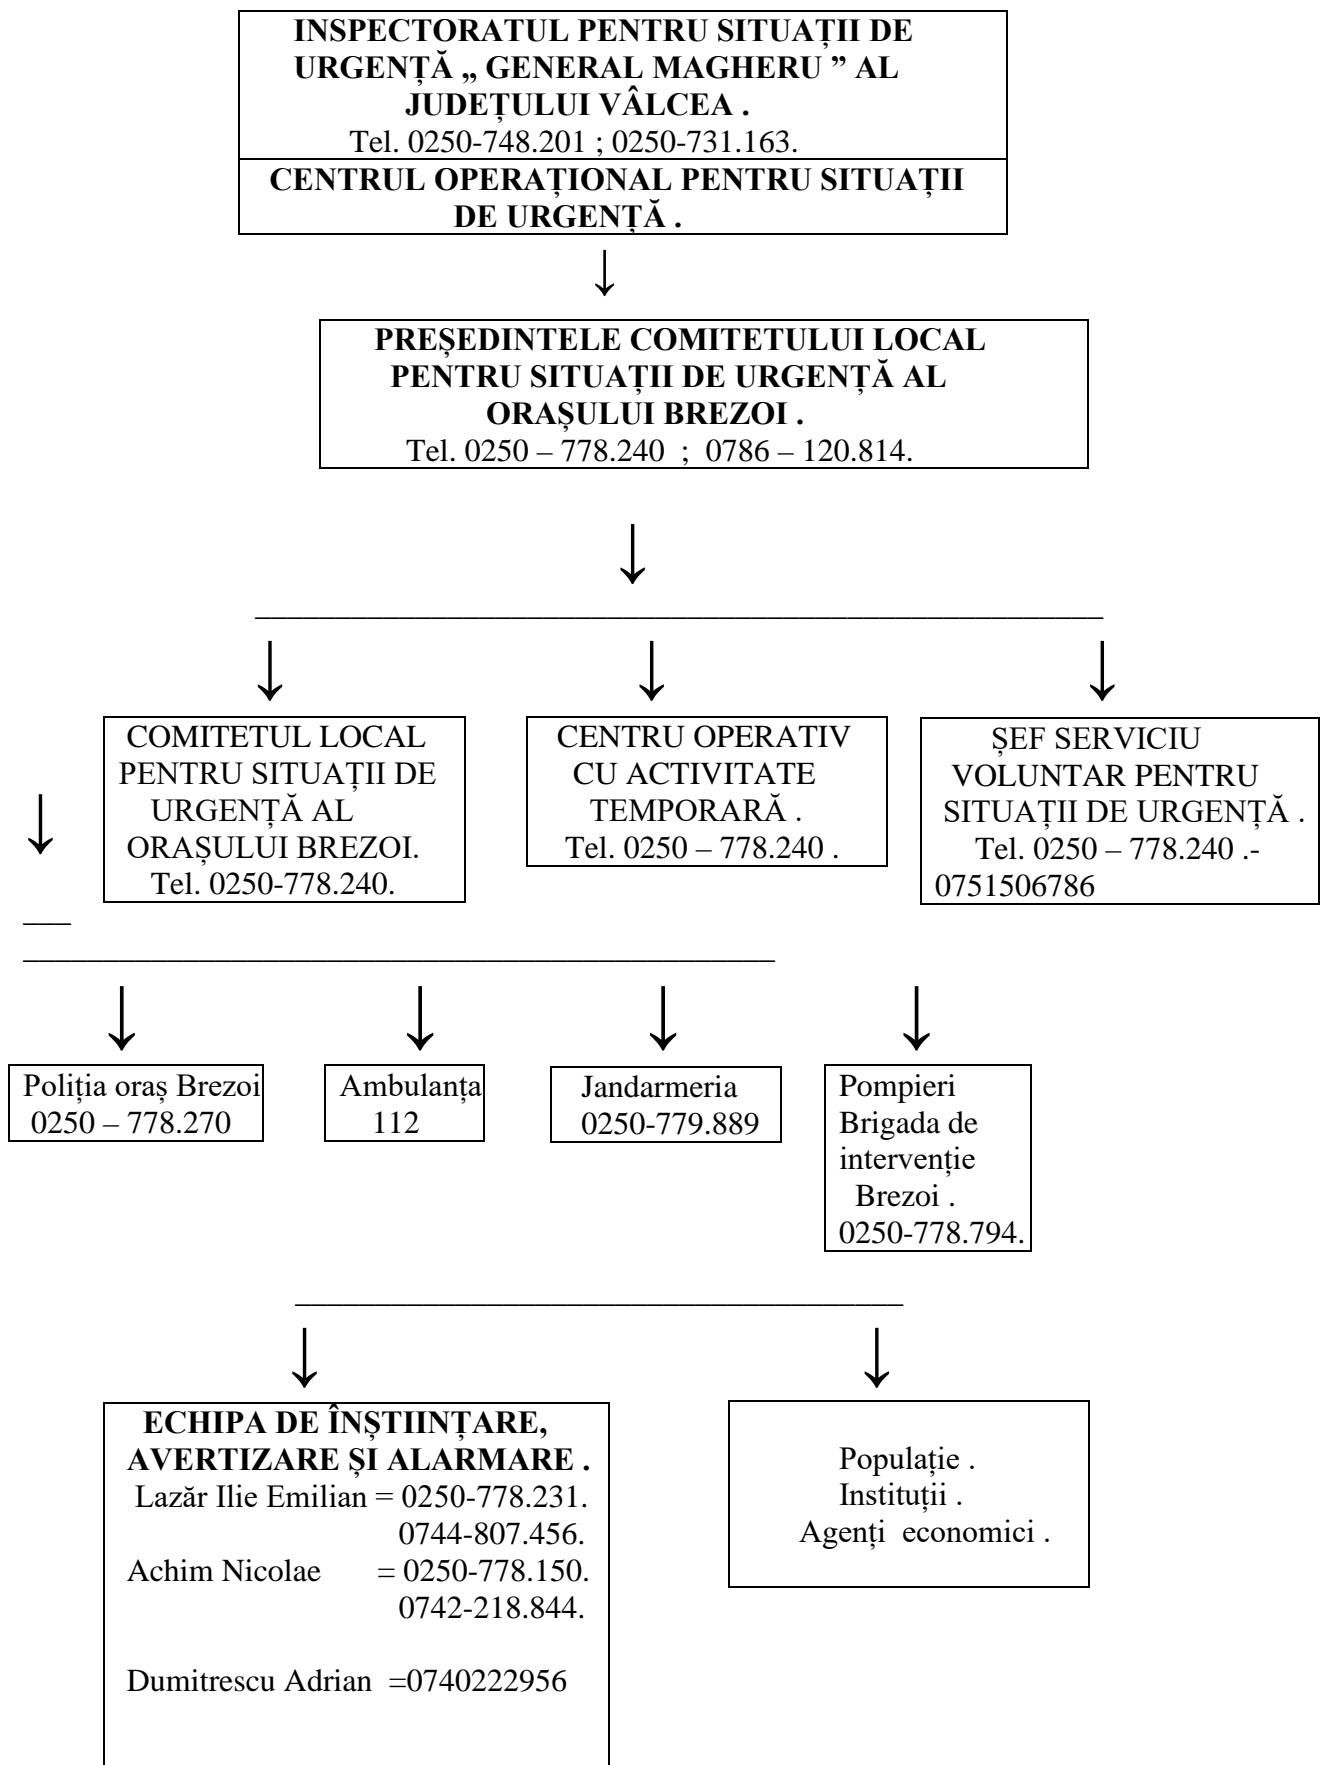 INSPECTORATUL PENTRU SITUAȚII DE
URGENȚĂ „ GENERAL MAGHERU ” AL
JUDEȚULUI VÂLCEA .
Tel. 0250-748.201 ; 0250-731.163.
CENTRUL OPERAȚIONAL PENTRU SITUAȚII
DE URGENȚĂ .
PREȘEDINTELE COMITETULUI LOCAL
PENTRU SITUAȚII DE URGENȚĂ AL
ORAȘULUI BREZOI .
Tel. 0250 – 778.240 ; 0786 – 120.814.
COMITETUL LOCAL
PENTRU SITUAȚII DE
URGENȚĂ AL
ORAȘULUI BREZOI.
Tel. 0250-778.240.
CENTRU OPERATIV
CU ACTIVITATE
TEMPORARĂ .
Tel. 0250 – 778.240 .
ȘEF SERVICIU
VOLUNTAR PENTRU
SITUAȚII DE URGENȚĂ .
Tel. 0250 – 778.240 .-
0751506786
Poliția oraș Brezoi
0250 – 778.270
Ambulanța
112
Jandarmeria
0250-779.889
Pompieri
Brigada de
intervenție
Brezoi .
0250-778.794.
ECHIPA DE ÎNȘTIINȚARE,
AVERTIZARE ȘI ALARMARE .
Lazăr Ilie Emilian = 0250-778.231.
0744-807.456.
Achim Nicolae = 0250-778.150.
0742-218.844.
Dumitrescu Adrian =0740222956
Populație .
Instituții .
Agenți economici .